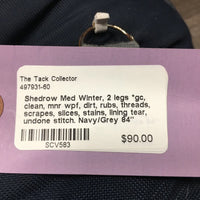 The Tack Collector
497931-60
Shedrow Med Winter, 2 legs *gc,
clean, mnr wpf, dirt, rubs, threads,
scrapes, slices, stains, lining tear,
undone stitch. Navy/Grey 84"
$90.00
SCV583